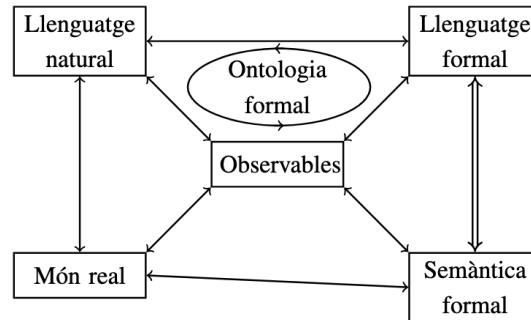 Llenguatge
natural
Llenguatge
formal
Ontologia
formal
Observables
Món real
Semàntica
formal